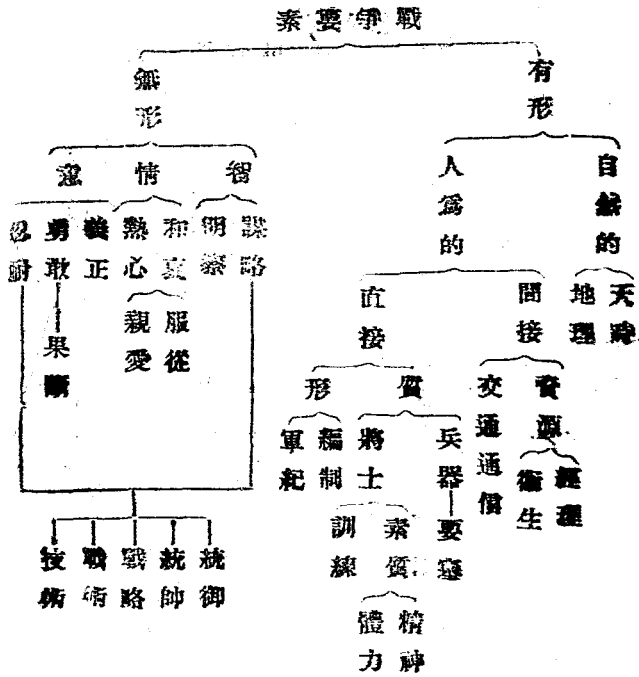 戰爭要素
有形
自然的
天時
地理
人爲的
間接
資源
經理
衞生
交通通信
直接
質
兵器
要塞
將士
素質
精神
體力
訓練
形
編制
軍紀
無形
智
謀略
明察
情
和衷
服從
熱心
親愛
意
義正
勇敢
果斷
忍耐
統御
統帥
戰略
戰術
技術